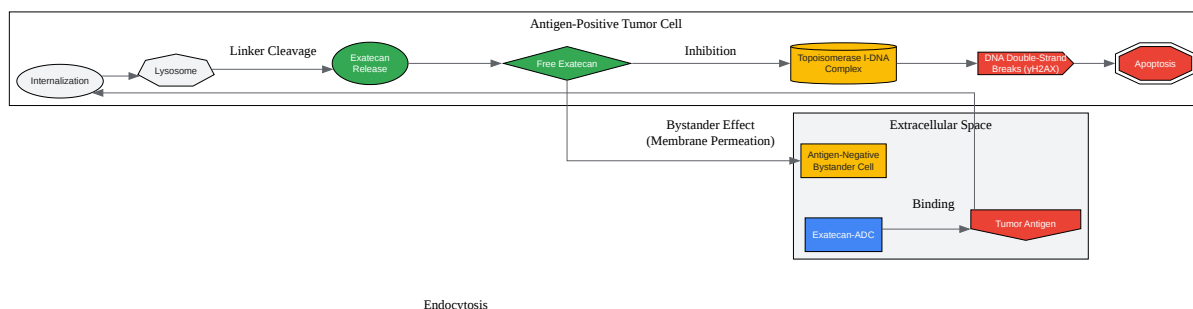 Antigen-Positive Tumor Cell
Linker Cleavage
Inhibition
Internalization
Lysosome
Exatecan
Release
Free Exatecan
Topoisomerase I-DNA
Complex
DNA Double-Strand
Breaks (γH2AX)
Apoptosis
Bystander Effect
(Membrane Permeation)
Extracellular Space
Antigen-Negative
Bystander Cell
Binding
Exatecan-ADC
Tumor Antigen
Endocytosis